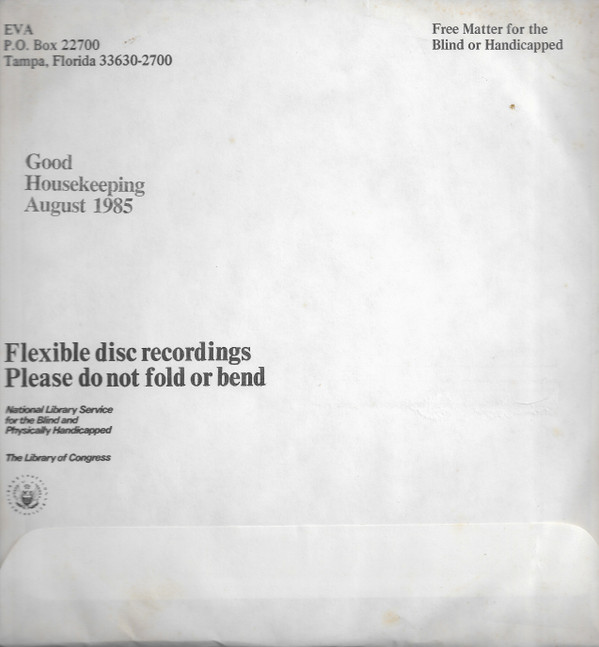 EVA
P.O. Box 22700
Tampa, Florida 33630-2700
Free Matter for the
Blind or Handicapped
Good
Housekeeping
August 1985
Flexible disc recordings
Please do not fold or bend
National Library Service
for the Blind and
Physically Handicapped
The Library of Congress